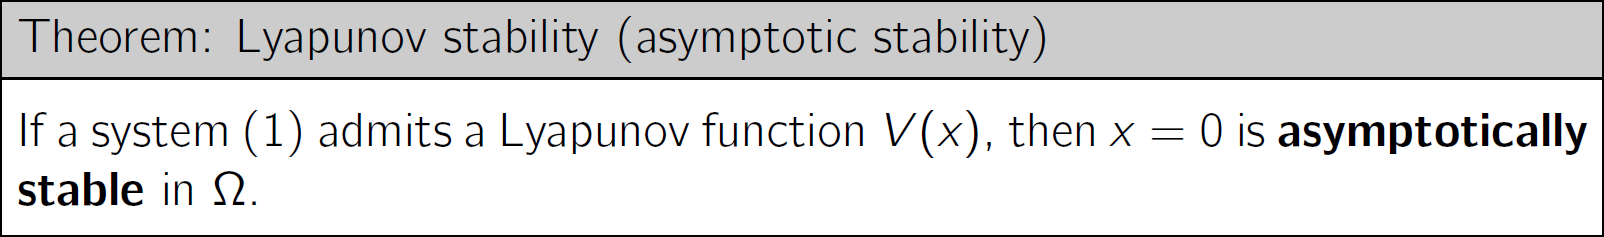 Theorem: Lyapunov stability (asymptotic stability)
If a system (1) admits a Lyapunov function V(x), then x = 0 is asymptotically
stable in Ω.